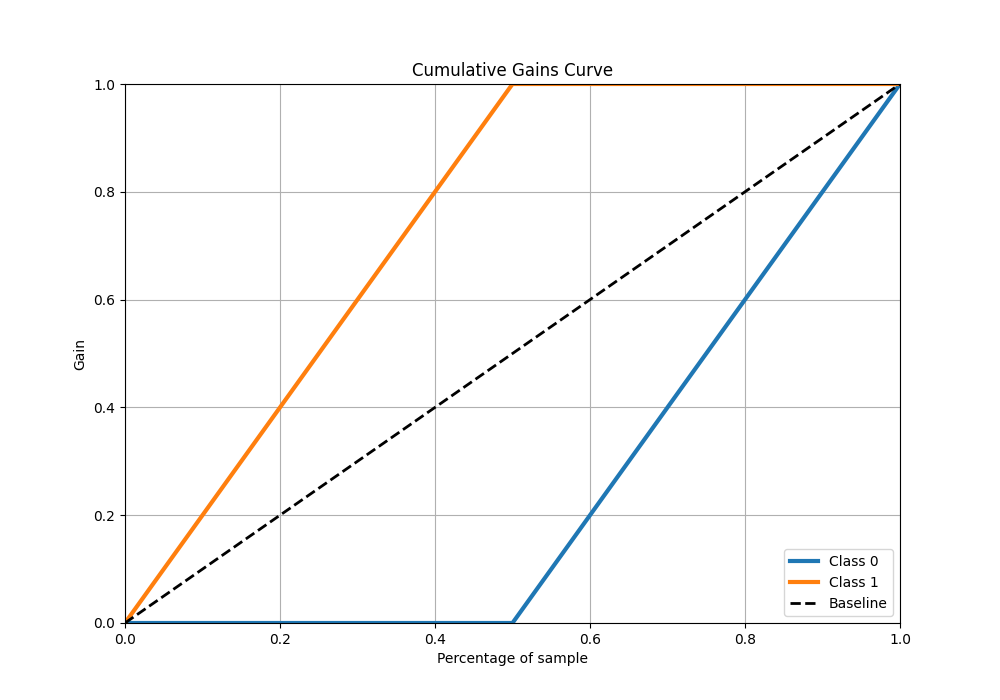 Cumulative Gains Curve
1.0
0.8
0.6
0.4
0.2
0.0
Gain
0.0 0.2 0.4 0.6 0.8 1.0
Percentage of sample
Class 0
Class 1
Baseline